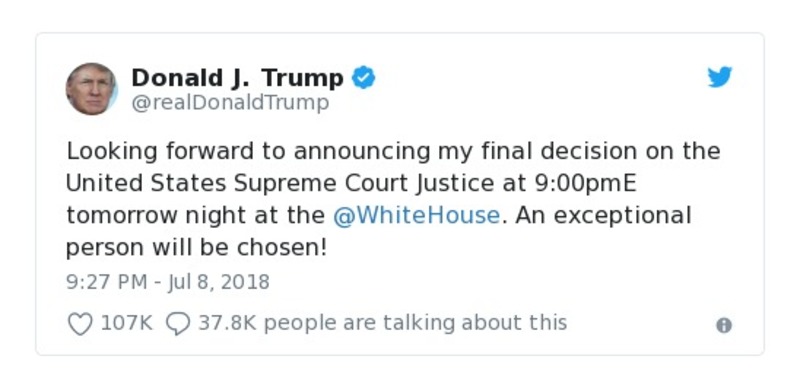 Donald J. Trump
@realDonaldTrump
Looking forward to announcing my final decision on the
United States Supreme Court Justice at 9:00pmE
tomorrow night at the @WhiteHouse. An exceptional
person will be chosen!
9:27 PM - Jul 8, 2018
107K 37.8K people are talking about this